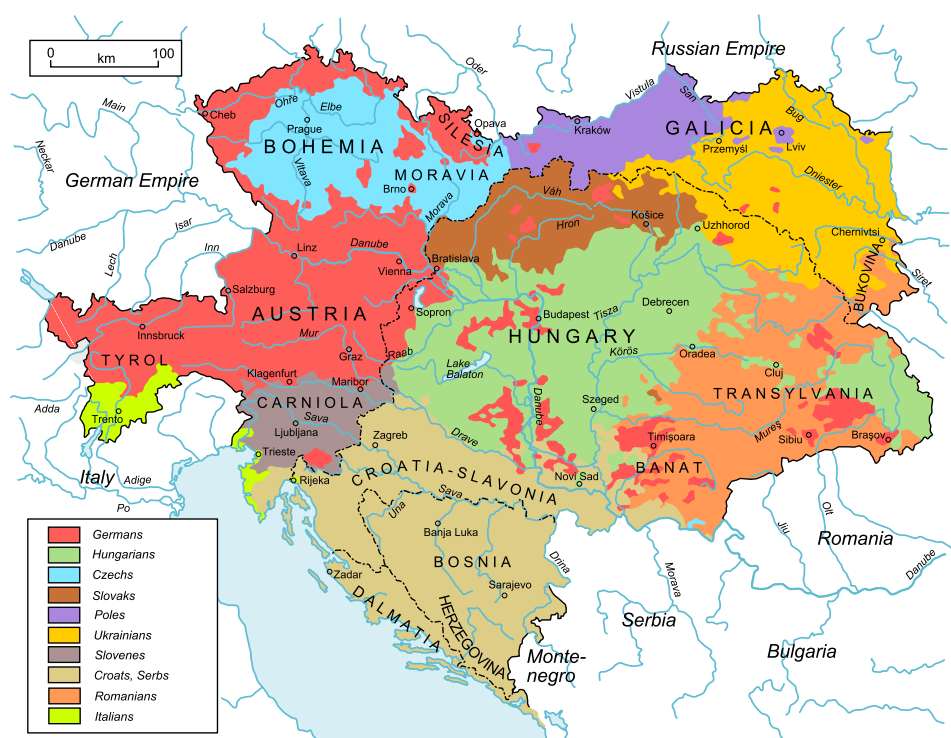 0 100
km
Russian Empire
Oder
Vistula
San
Bug
Main
Ohře
Elbe
Cheb
Prague
Opava
SILESIA
Kraków
GALICIA
Przemyśl
Lviv
Neckar
BOHEMIA
Vltava
MORAVIA
Brno
Morava
German Empire
Váh
Hron
Košice
Uzhhorod
Dniester
Chernivtsi
BUKOVINA
Siret
Danube
Lech
Isar
Inn
Linz
Danube
Vienna
Bratislava
Salzburg
AUSTRIA
Sopron
Budapest
Tisza
Debrecen
HUNGARY
Innsbruck
Mur
Graz
Raab
Lake
Balaton
Körös
Oradea
Cluj
TYROL
Klagenfurt
Maribor
TRANSYLVANIA
CARNIOLA
Sava
Ljubljana
Danube
Szeged
Adda
Trento
Drave
Zagreb
Timişoara
Mureş
Sibiu
Braşov
Trieste
Italy
Adige
Po
Rijeka
CROATIA-SLAVONIA
Sava
Novi Sad
BANAT
Una
Banja Luka
Jiu
Olt
Romania
Danube
BOSNIA
Drina
Morava
Zadar
Sarajevo
DALMATIA
HERZEGOVINA
Serbia
Monte-
negro
Bulgaria
Germans
Hungarians
Czechs
Slovaks
Poles
Ukrainians
Slovenes
Croats, Serbs
Romanians
Italians